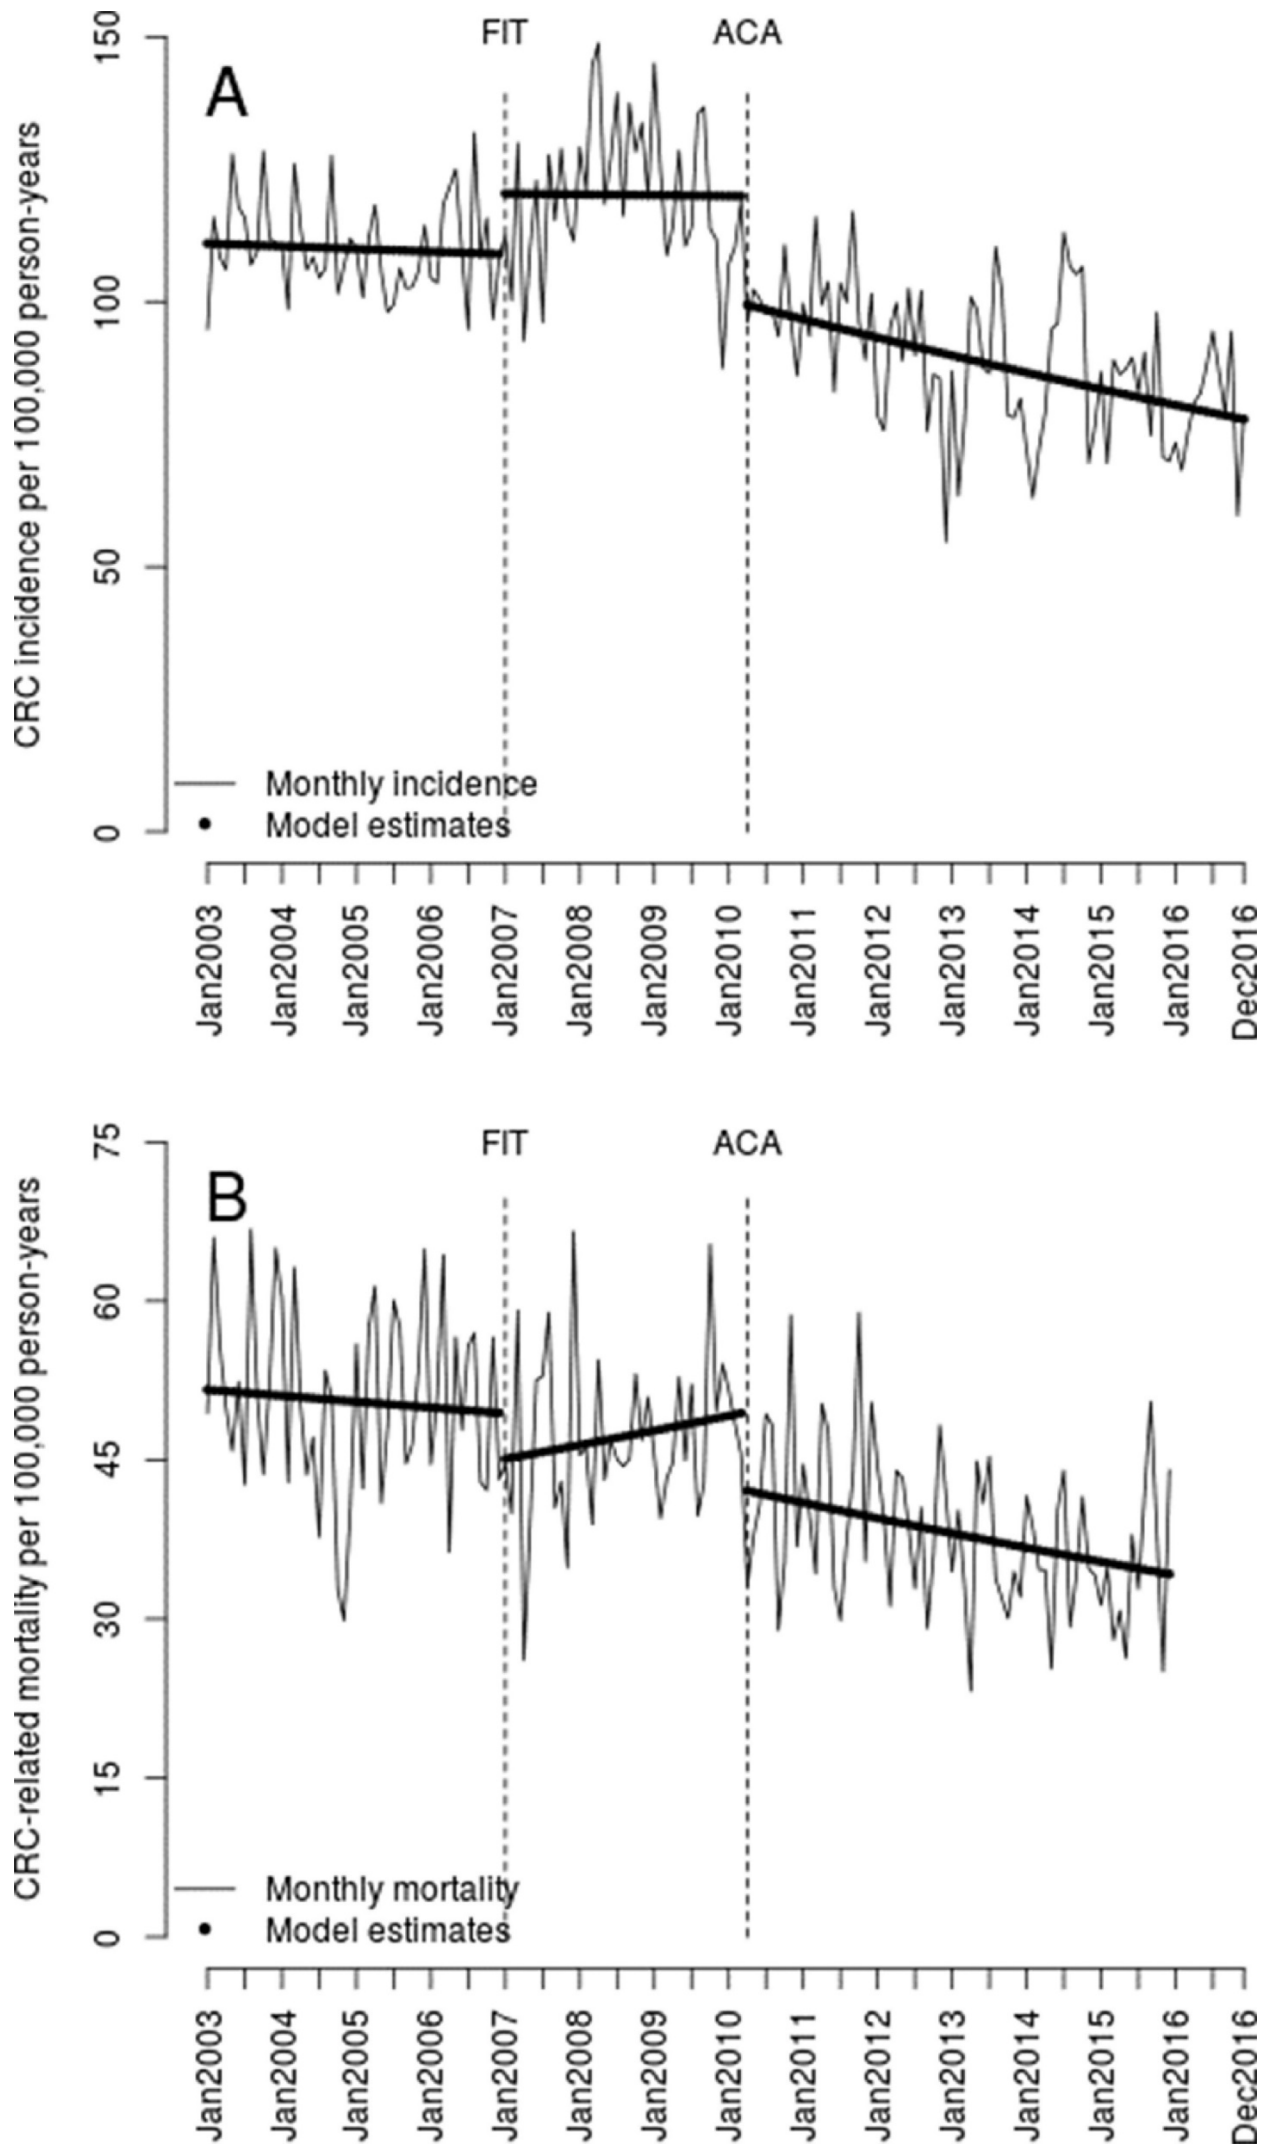 FIT
ACA
A
CRC incidence per 100,000 person-years
150
100
50
0
Monthly incidence
Model estimates
Jan2003
Jan2004
Jan2005
Jan2006
Jan2007
Jan2008
Jan2009
Jan2010
Jan2011
Jan2012
Jan2013
Jan2014
Jan2015
Jan2016
Dec2016
FIT
ACA
B
CRC-related mortality per 100,000 person-years
75
60
45
30
15
0
Monthly mortality
Model estimates
Jan2003
Jan2004
Jan2005
Jan2006
Jan2007
Jan2008
Jan2009
Jan2010
Jan2011
Jan2012
Jan2013
Jan2014
Jan2015
Jan2016
Dec2016